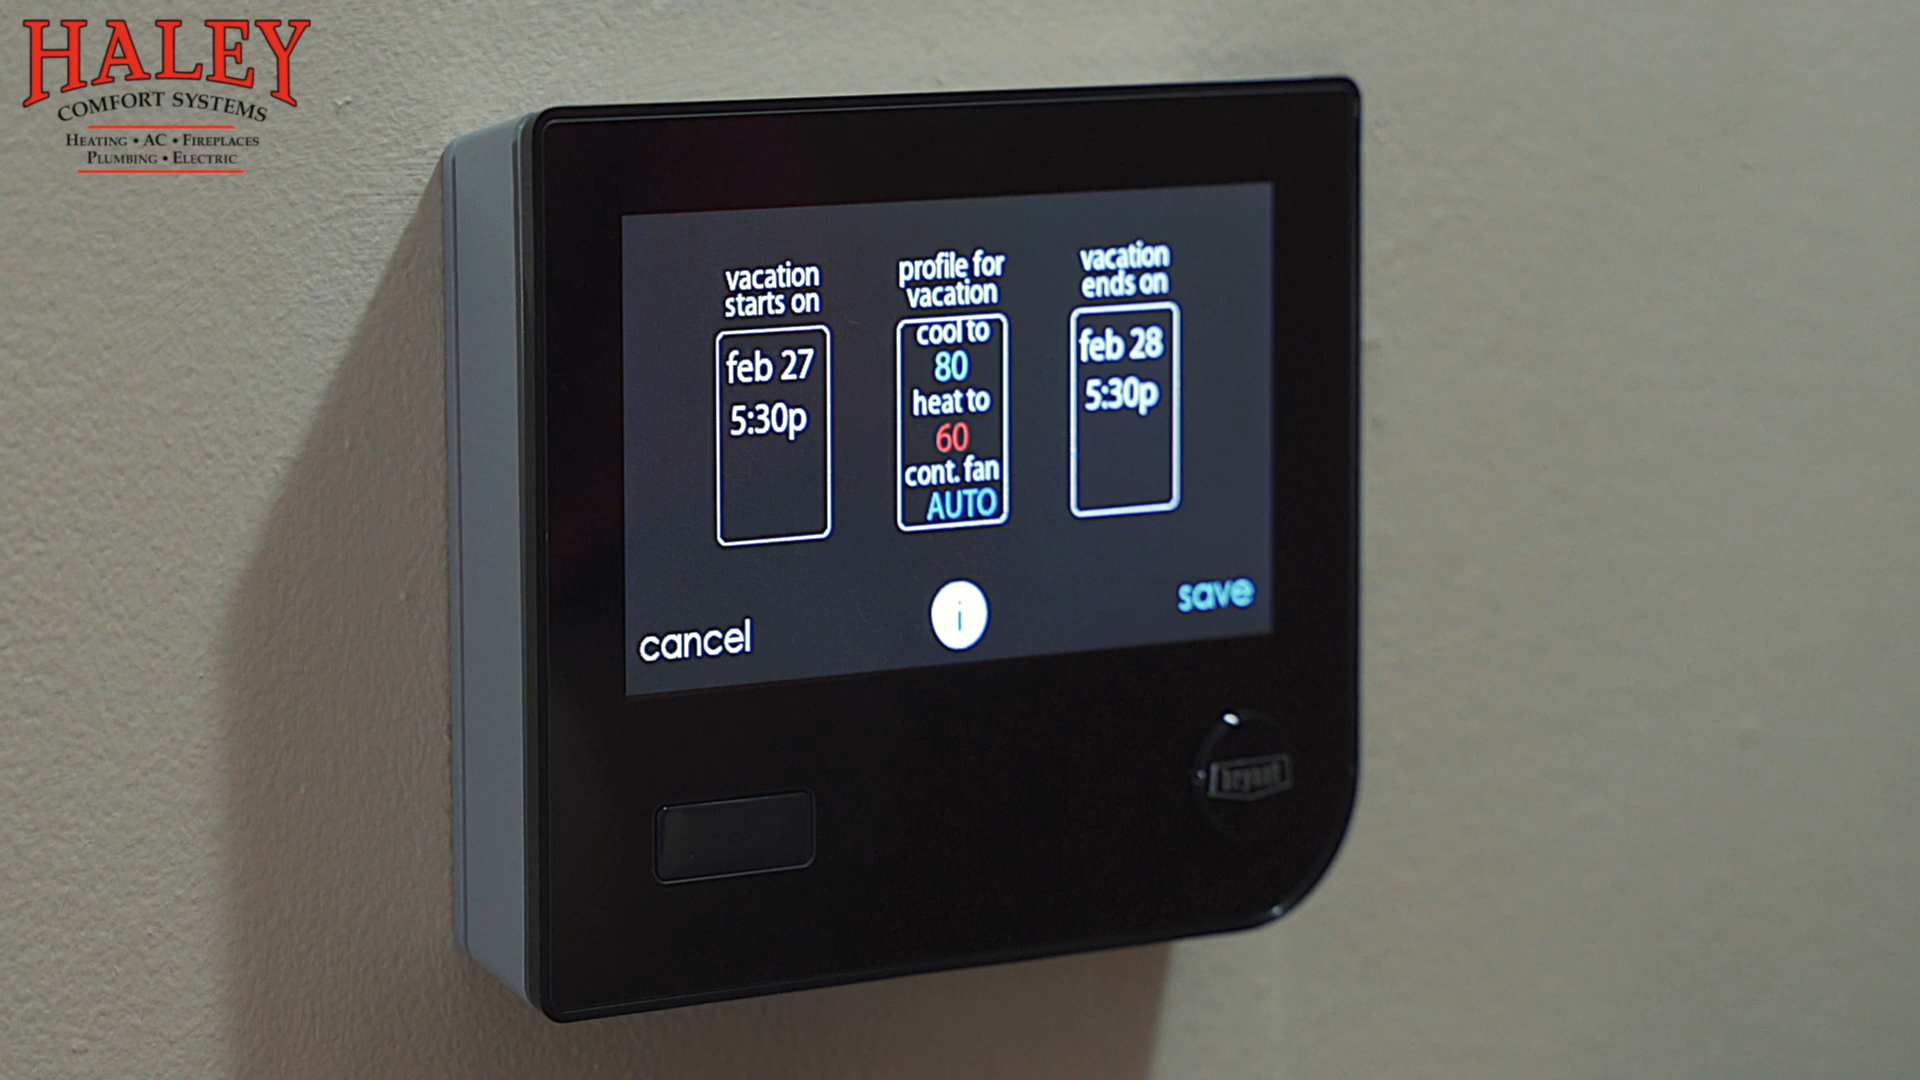 HALEY
COMFORT SYSTEMS
HEATING • AC • FIREPLACES
PLUMBING • ELECTRIC
vacation
starts on
feb 27
5:30p
profile for
vacation
cool to
80
heat to
60
cont. fan
AUTO
vacation
ends on
feb 28
5:30p
cancel
i
save
bryant